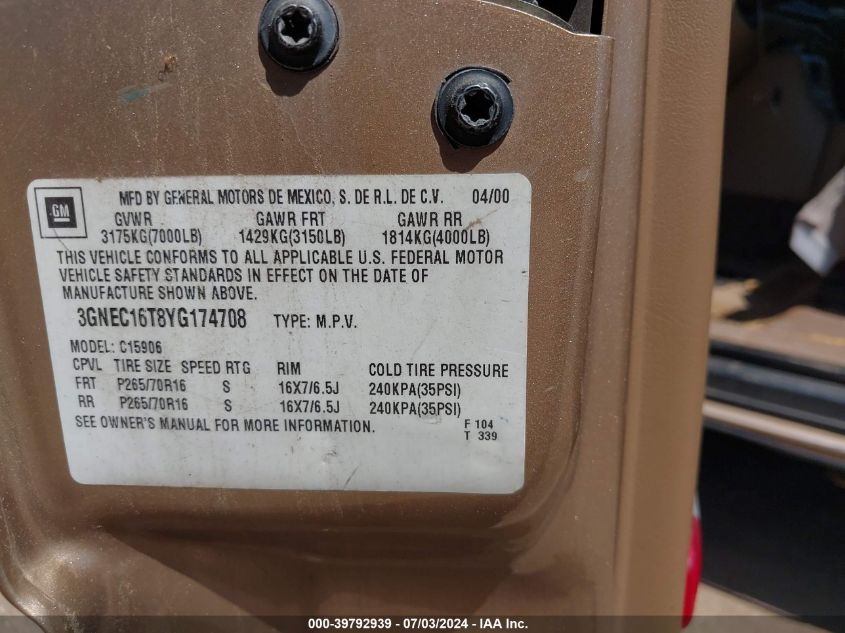 GM
MFD BY GENERAL MOTORS DE MEXICO, S. DE R.L. DE C.V. 04/00
GVWR GAWR FRT GAWR RR
3175KG(7000LB) 1429KG(3150LB) 1814KG(4000LB)
THIS VEHICLE CONFORMS TO ALL APPLICABLE U.S. FEDERAL MOTOR
VEHICLE SAFETY STANDARDS IN EFFECT ON THE DATE OF
MANUFACTURE SHOWN ABOVE.
3GNEC16T8YG174708 TYPE: M.P.V.
MODEL: C15906
CPVL TIRE SIZE SPEED RTG RIM COLD TIRE PRESSURE
FRT P265/70R16 S 16X7/6.5J 240KPA(35PSI)
RR P265/70R16 S 16X7/6.5J 240KPA(35PSI)
SEE OWNER'S MANUAL FOR MORE INFORMATION. F 104
T 339
000-39792939 - 07/03/2024 - IAA Inc.